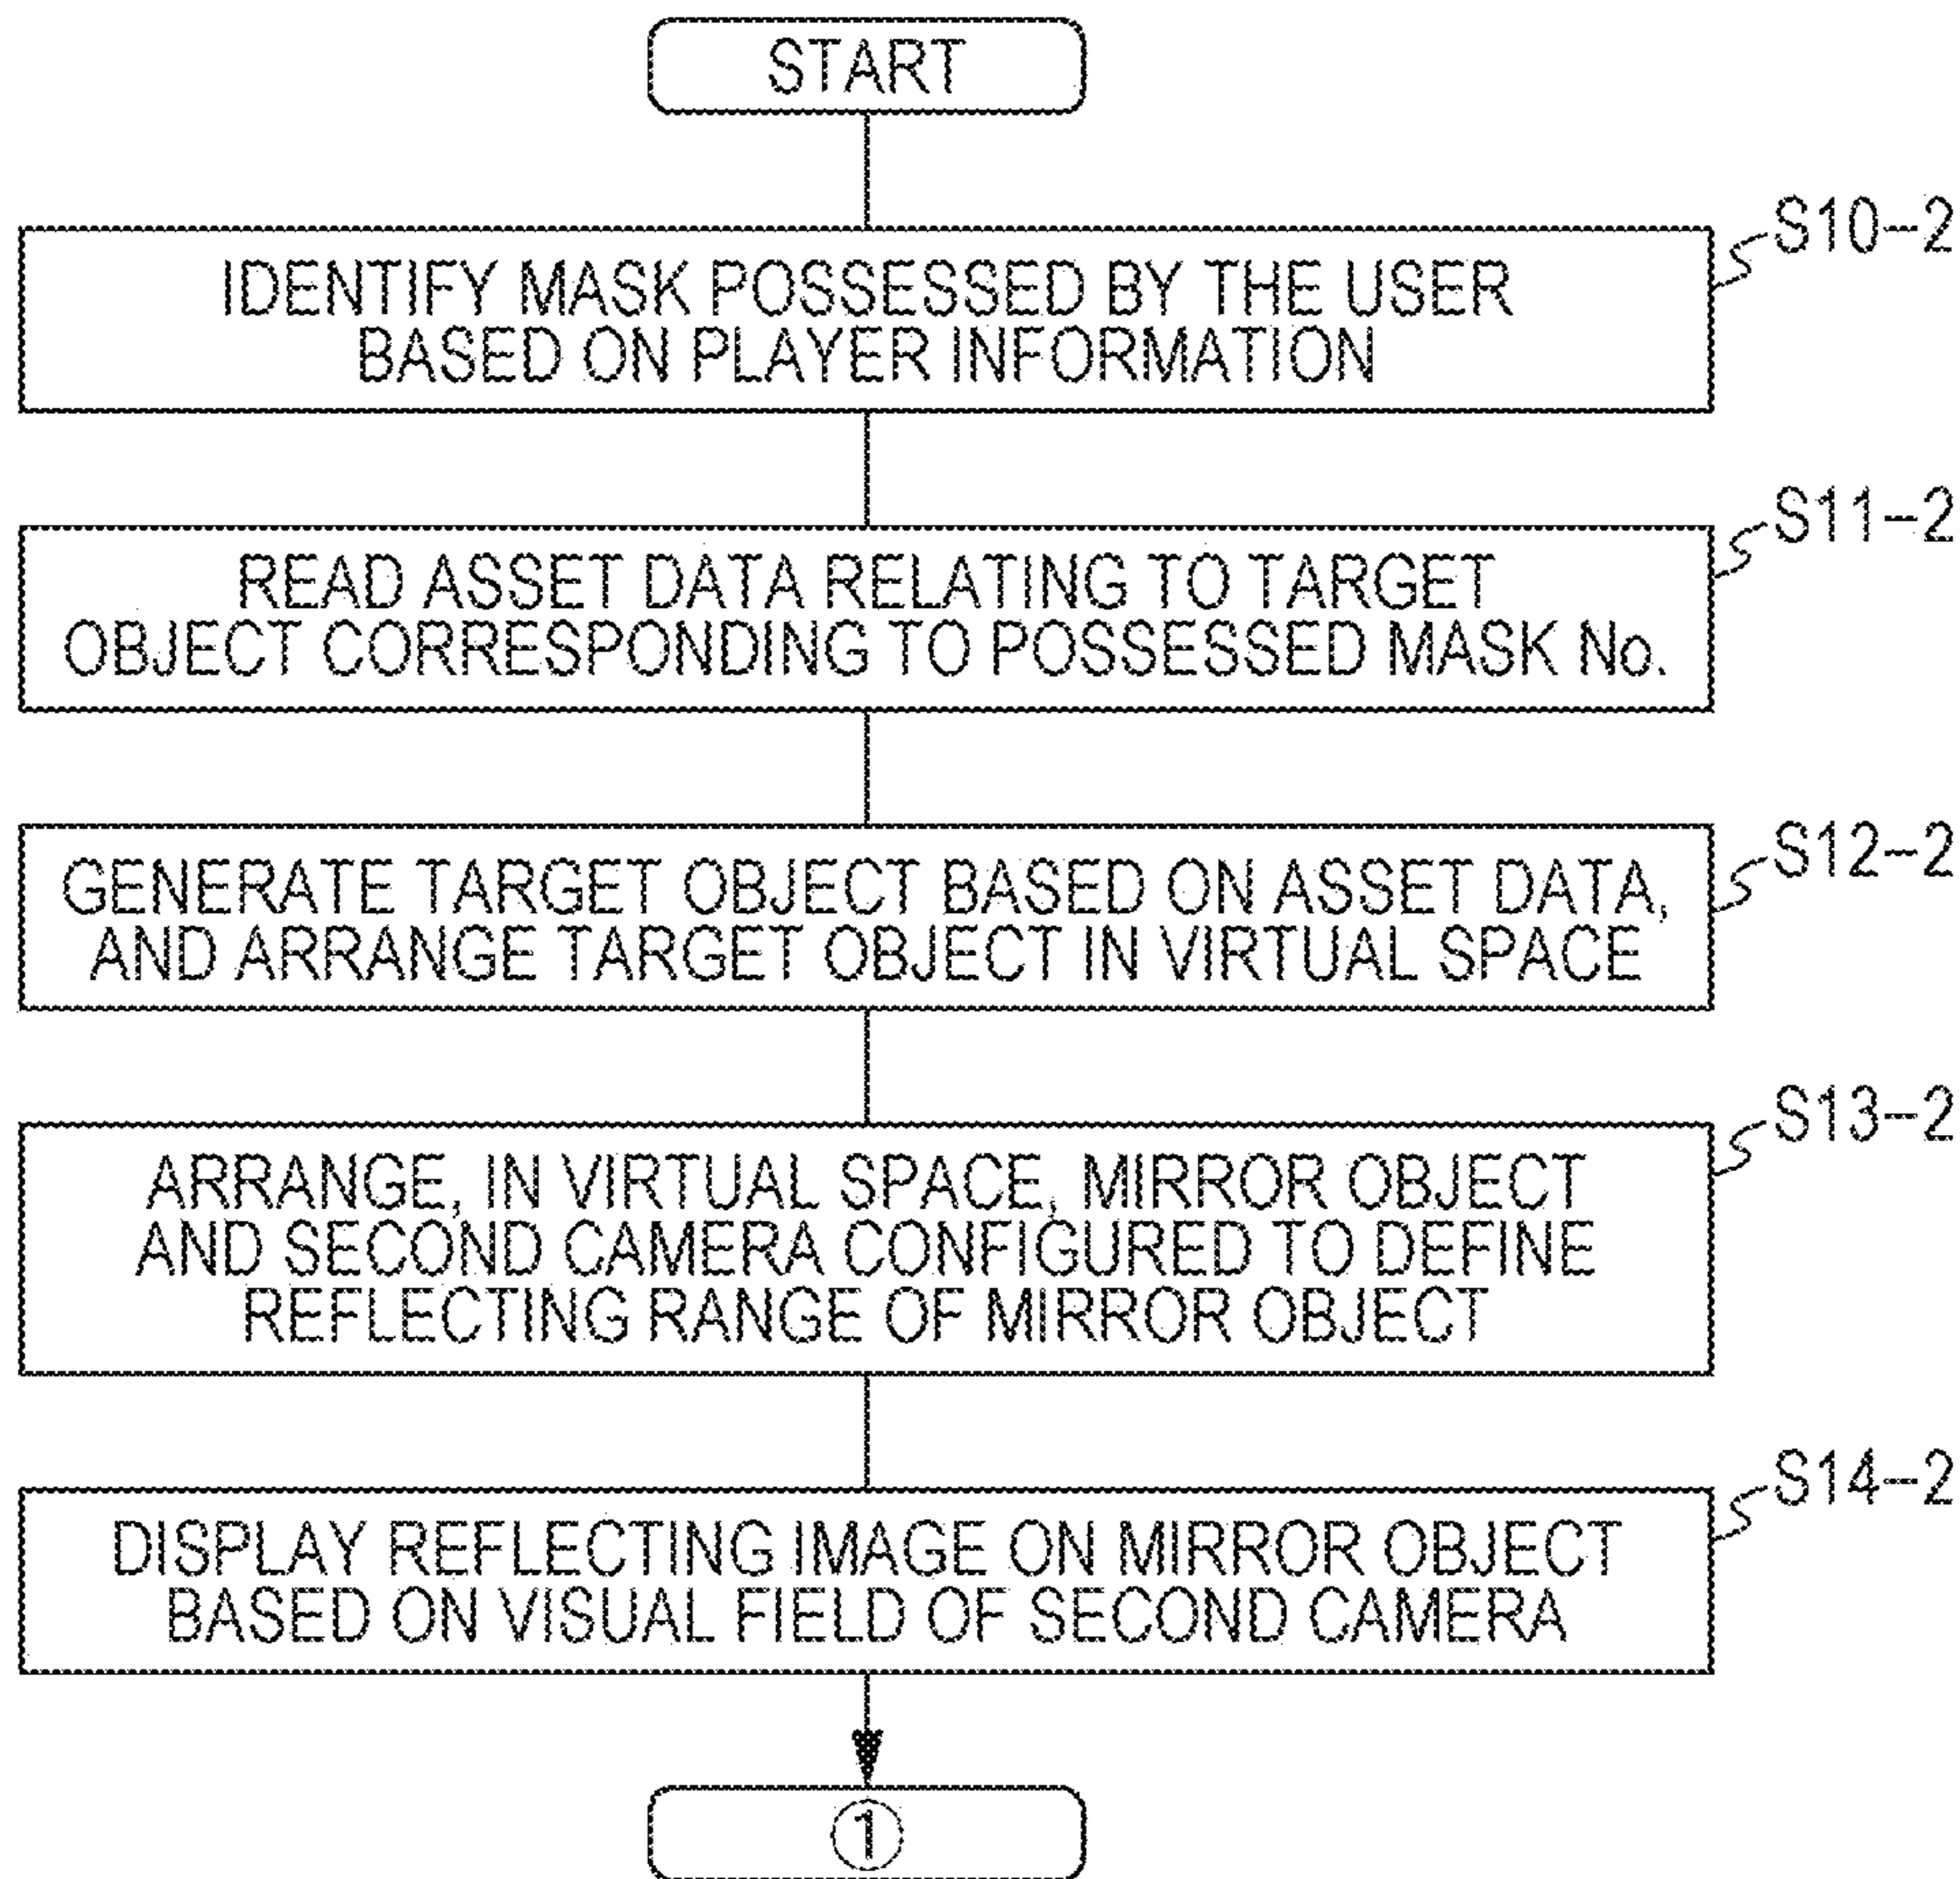 START
S10-2
IDENTIFY MASK POSSESSED BY THE USER
BASED ON PLAYER INFORMATION
S11-2
READ ASSET DATA RELATING TO TARGET
OBJECT CORRESPONDING TO POSSESSED MASK No.
S12-2
GENERATE TARGET OBJECT BASED ON ASSET DATA,
AND ARRANGE TARGET OBJECT IN VIRTUAL SPACE
S13-2
ARRANGE, IN VIRTUAL SPACE, MIRROR OBJECT
AND SECOND CAMERA CONFIGURED TO DEFINE
REFLECTING RANGE OF MIRROR OBJECT
S14-2
DISPLAY REFLECTING IMAGE ON MIRROR OBJECT
BASED ON VISUAL FIELD OF SECOND CAMERA
①